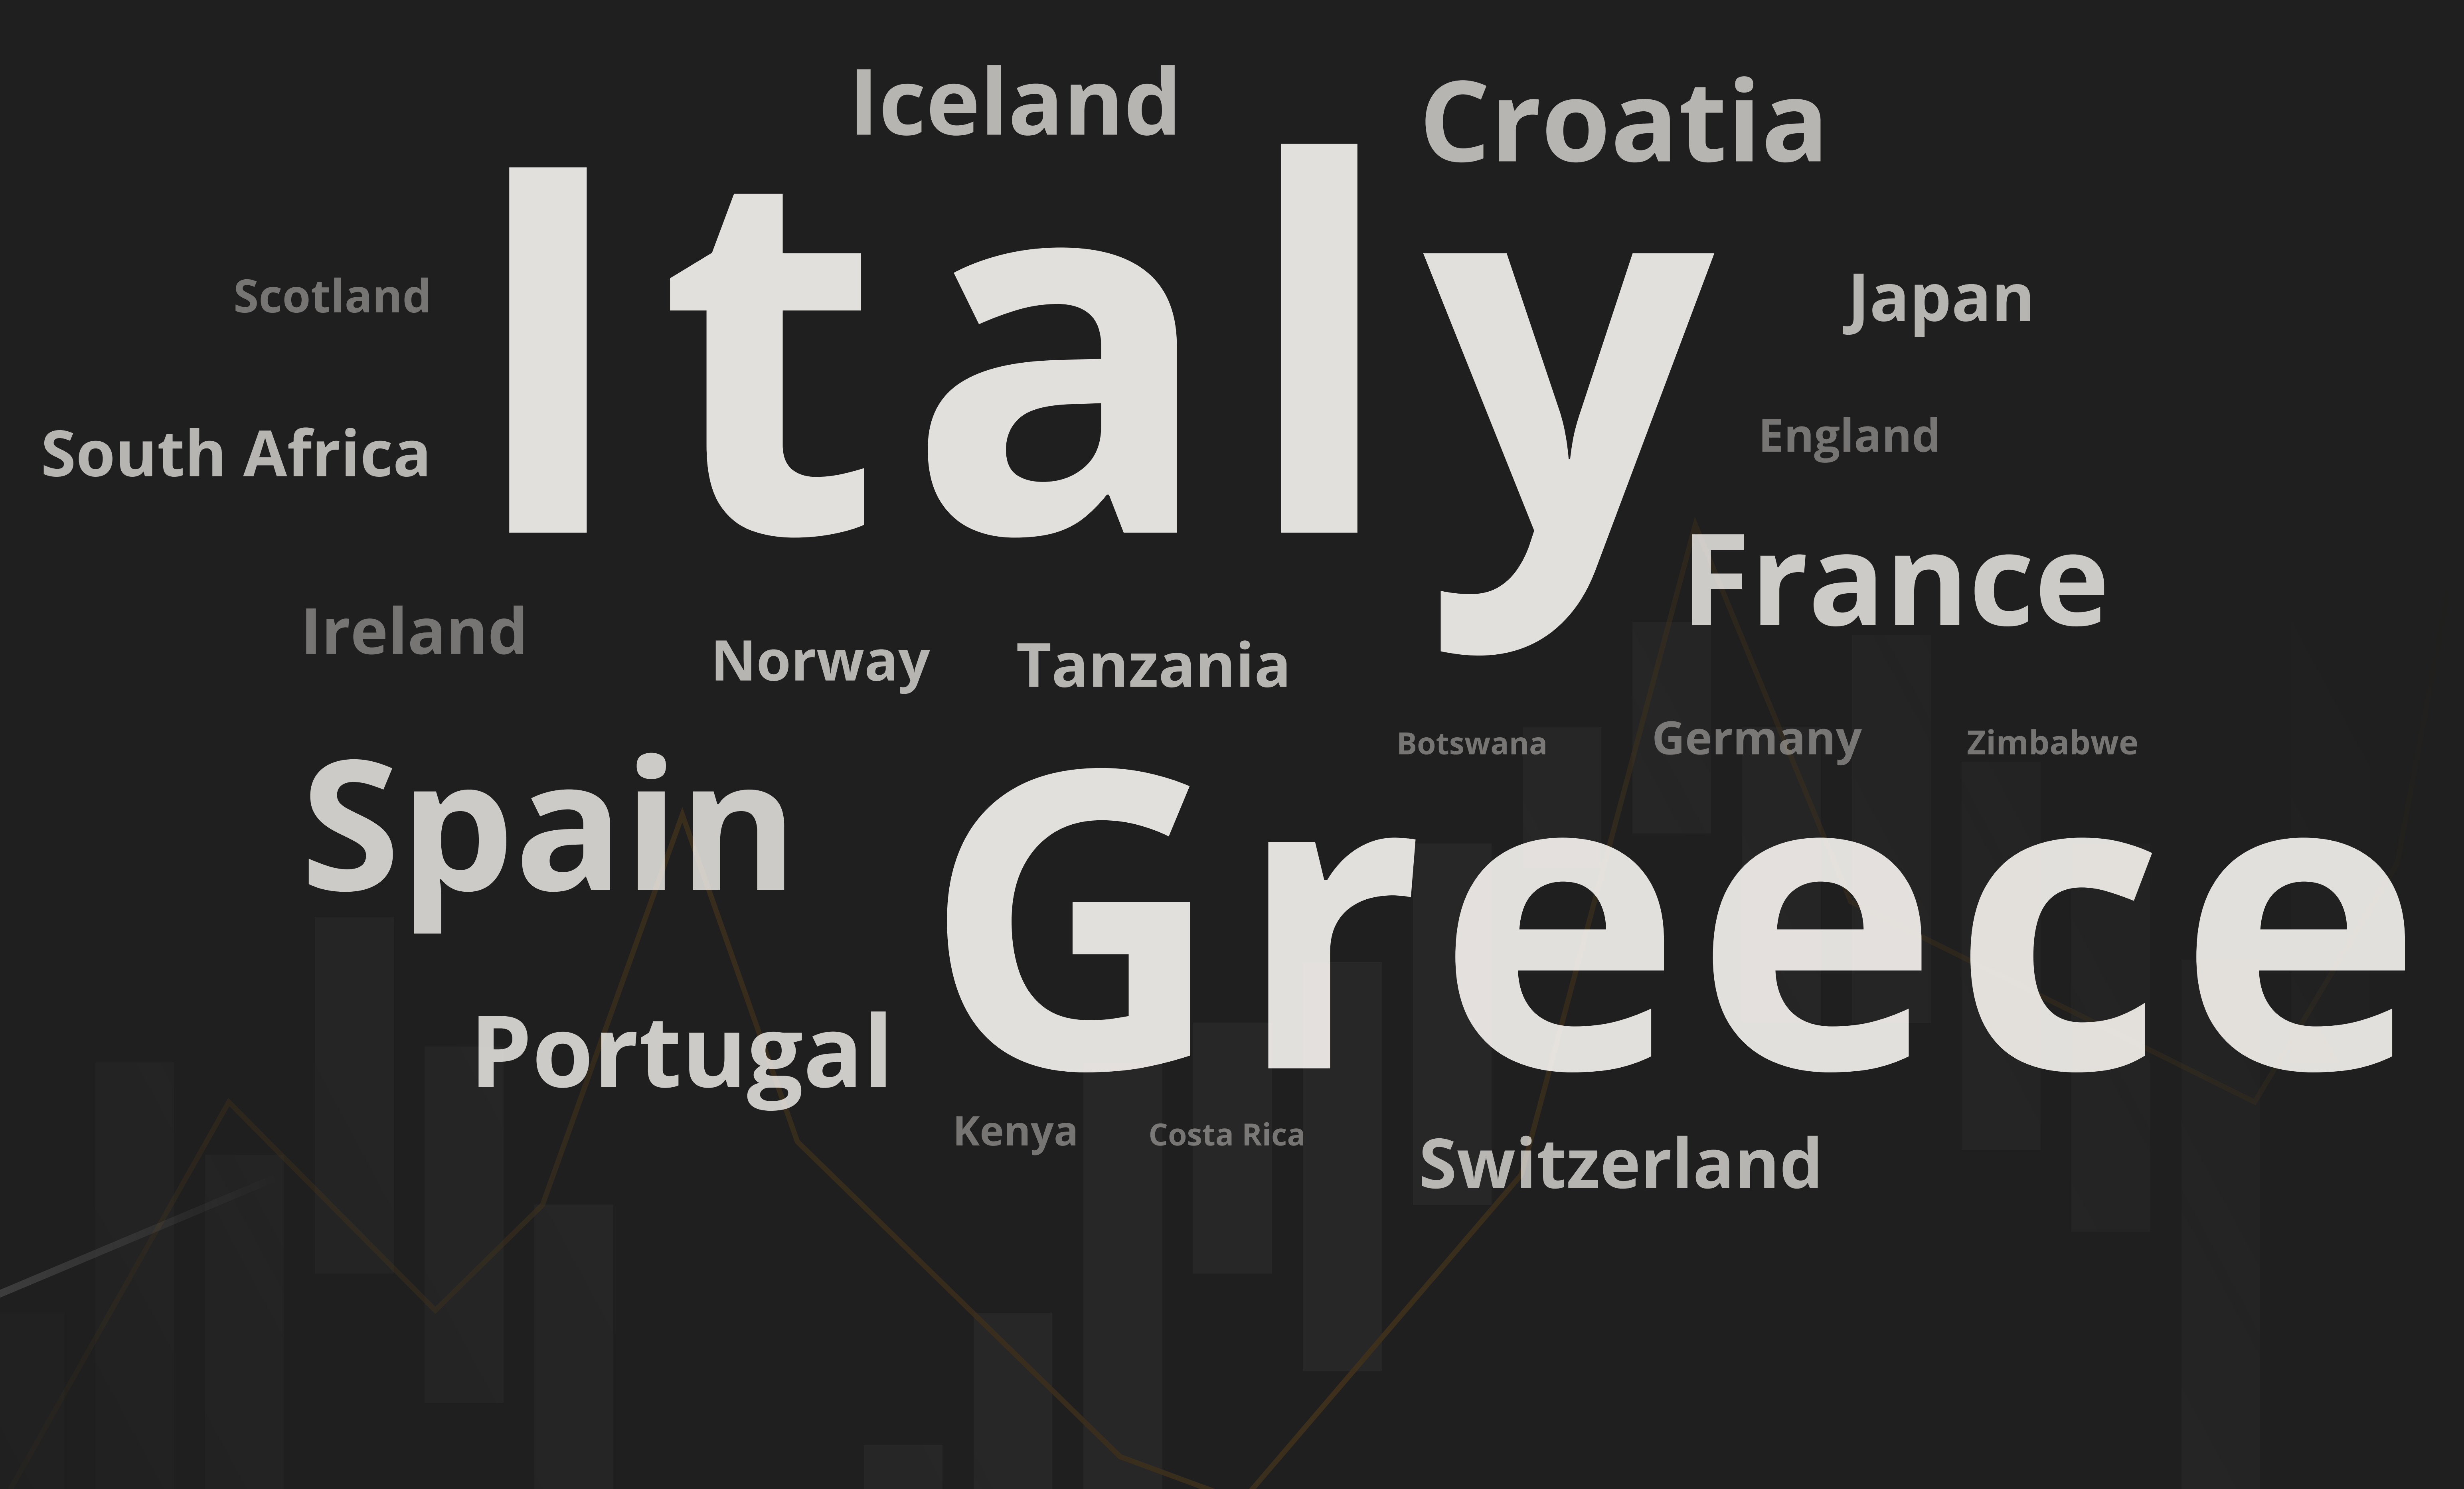 Iceland
Croatia
Italy
Scotland
Japan
South Africa
England
France
Ireland
Norway
Tanzania
Botswana
Germany
Zimbabwe
Spain
Greece
Portugal
Kenya
Costa Rica
Switzerland